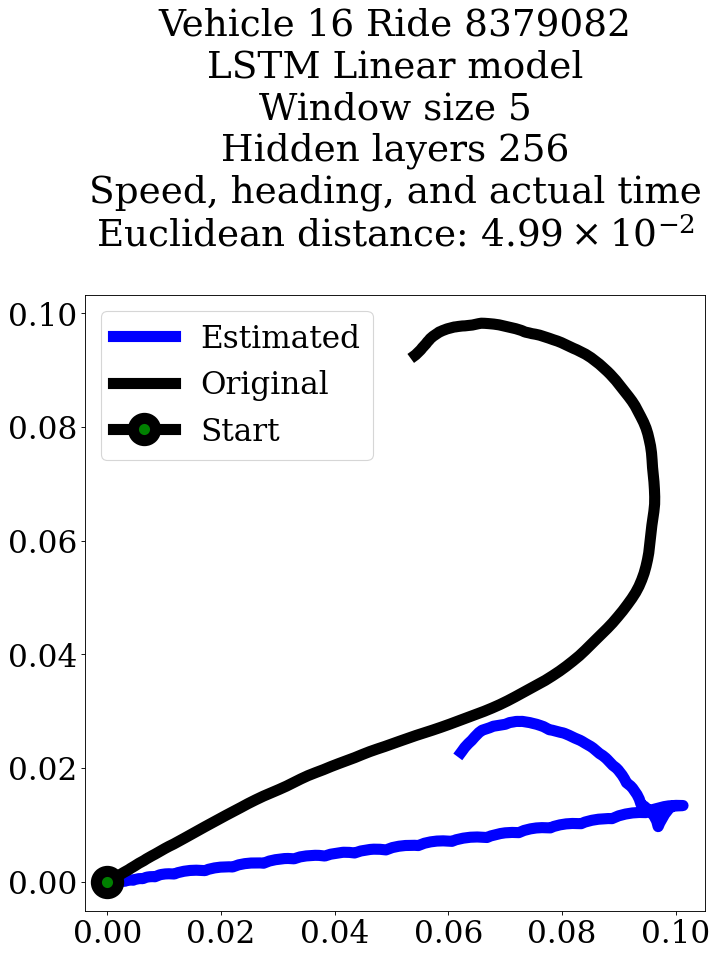 Vehicle 16 Ride 8379082
LSTM Linear model
Window size 5
Hidden layers 256
Speed, heading, and actual time
Euclidean distance: 4.99 × 10⁻²
Estimated
Original
Start
0.10
0.08
0.06
0.04
0.02
0.00
0.00 0.02 0.04 0.06 0.08 0.10